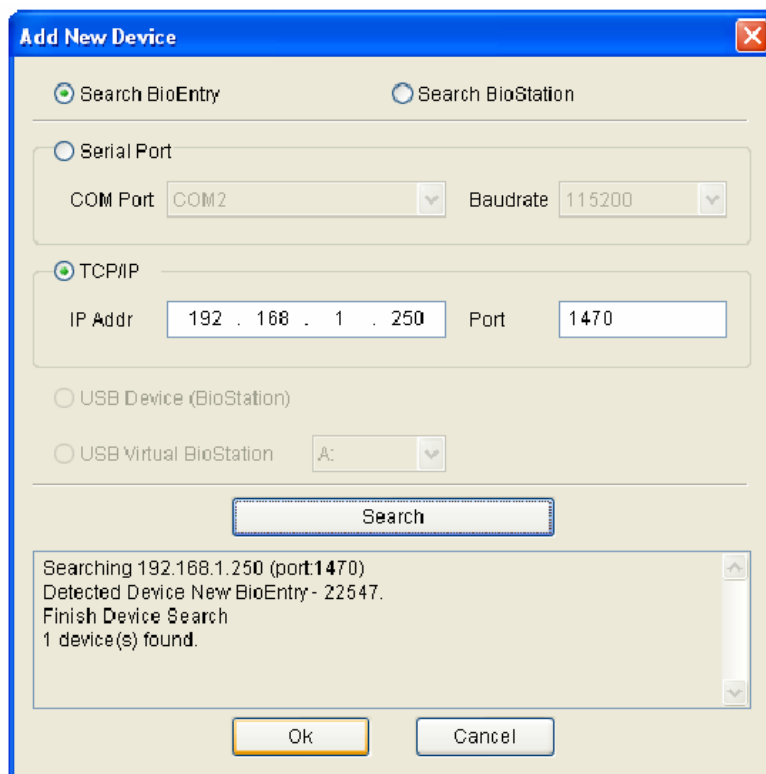 Add New Device
Search BioEntry Search BioStation
Serial Port
COM Port COM2 Baudrate 115200
TCP/IP
IP Addr 192 . 168 . 1 . 250 Port 1470
USB Device (BioStation)
USB Virtual BioStation A:
Search
Searching 192.168.1.250 (port:1470)
Detected Device New BioEntry - 22547.
Finish Device Search
1 device(s) found.
Ok Cancel